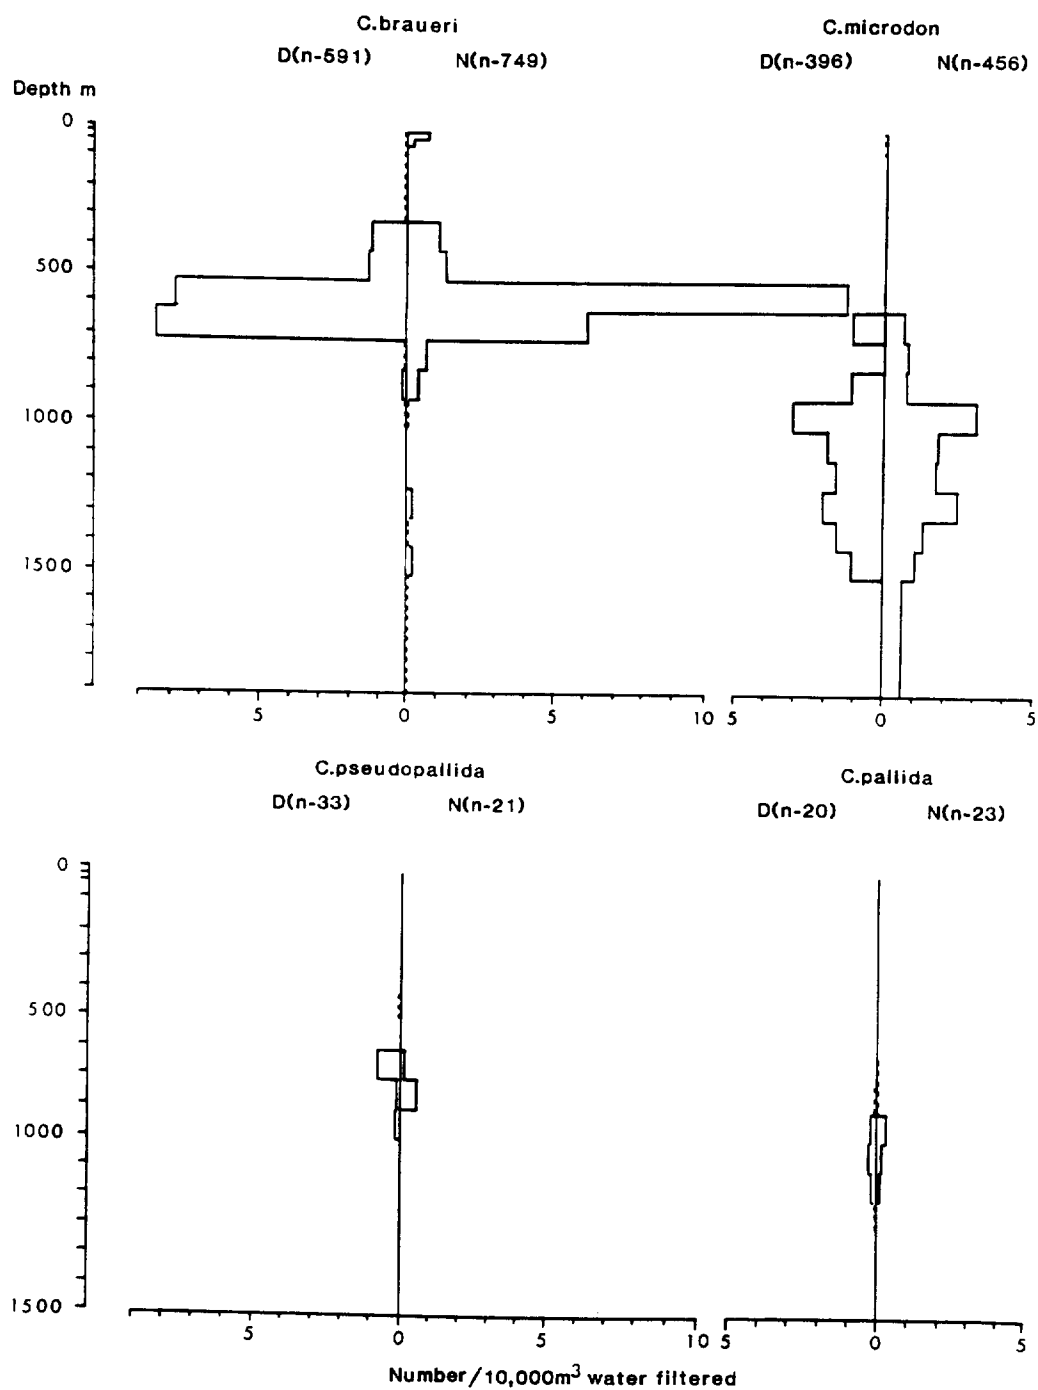 C.braueri
D(n-591) N(n-749)
C.microdon
D(n-396) N(n-456)
Depth m
0
500
1000
1500
5 0 5 10
5 0 5
C.pseudopallida
D(n-33) N(n-21)
C.pallida
D(n-20) N(n-23)
0
500
1000
1500
5 0 5 10
5 0 5
Number/10,000m³ water filtered